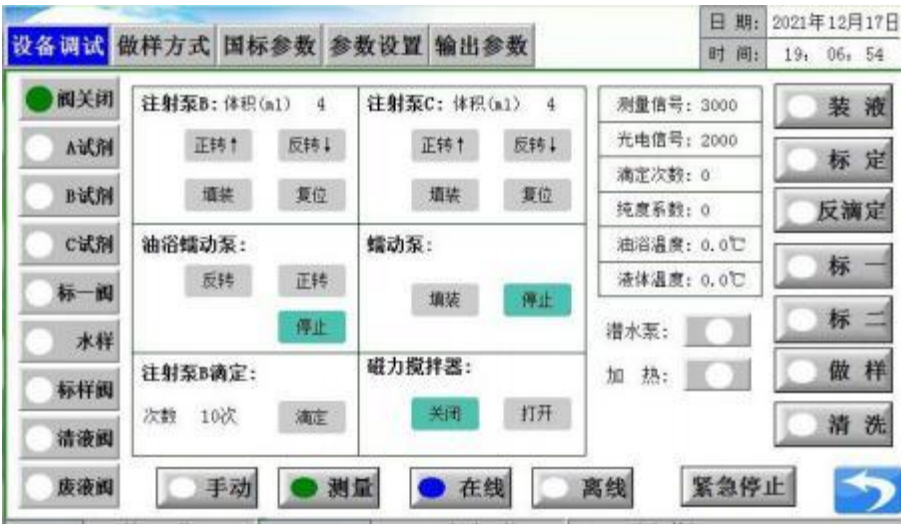 设备调试 做样方式 国标参数 参数设置 输出参数
日 期: 2021年12月17日
时 间: 19: 06: 54
阀关闭
A试剂
B试剂
C试剂
标一阀
水样
标样阀
清液阀
废液阀
注射泵B: 体积(ml) 4
正转↑ 反转↓
填装 复位
注射泵C: 体积(ml) 4
正转↑ 反转↓
填装 复位
油浴蠕动泵:
反转 正转
停止
蠕动泵:
填装 停止
注射泵B滴定:
次数 10次 滴定
磁力搅拌器:
关闭 打开
测量信号: 3000
光电信号: 2000
滴定次数: 0
纯度系数: 0
油浴温度: 0.0℃
液体温度: 0.0℃
潜水泵:
加 热:
装 液
标 定
反滴定
标 一
标 二
做 样
清 洗
手动 测量 在线 离线 紧急停止